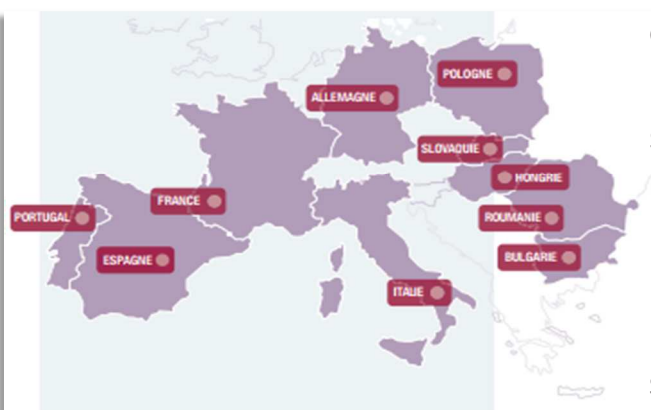 POLOGNE
ALLEMAGNE
SLOVAQUIE
HONGRIE
FRANCE
PORTUGAL
ROUMANIE
ESPAGNE
BULGARIE
ITALIE